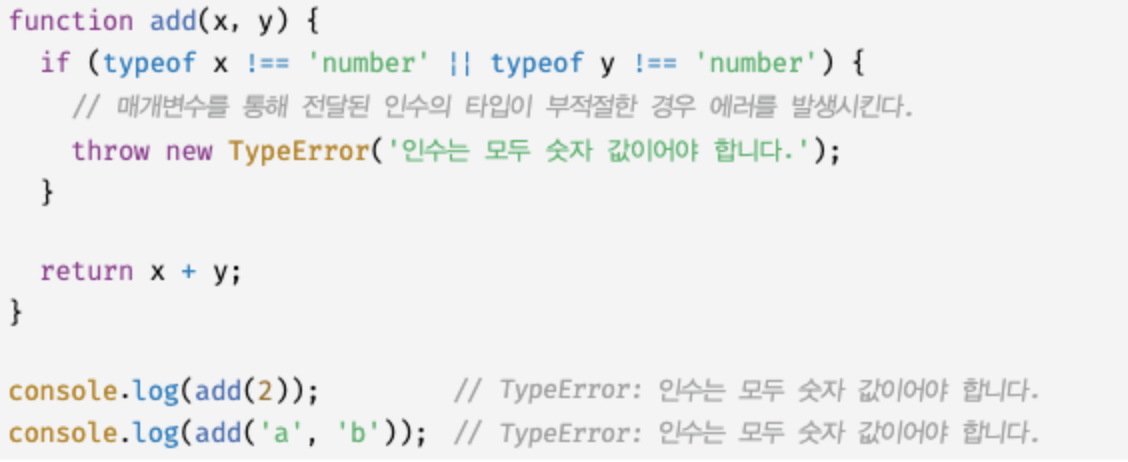 function add(x, y) {
  if (typeof x !== 'number' || typeof y !== 'number') {
    // 매개변수를 통해 전달된 인수의 타입이 부적절한 경우 에러를 발생시킨다.
    throw new TypeError('인수는 모두 숫자 값이어야 합니다.');
  }

  return x + y;
}

console.log(add(2));         // TypeError: 인수는 모두 숫자 값이어야 합니다.
console.log(add('a', 'b'));  // TypeError: 인수는 모두 숫자 값이어야 합니다.